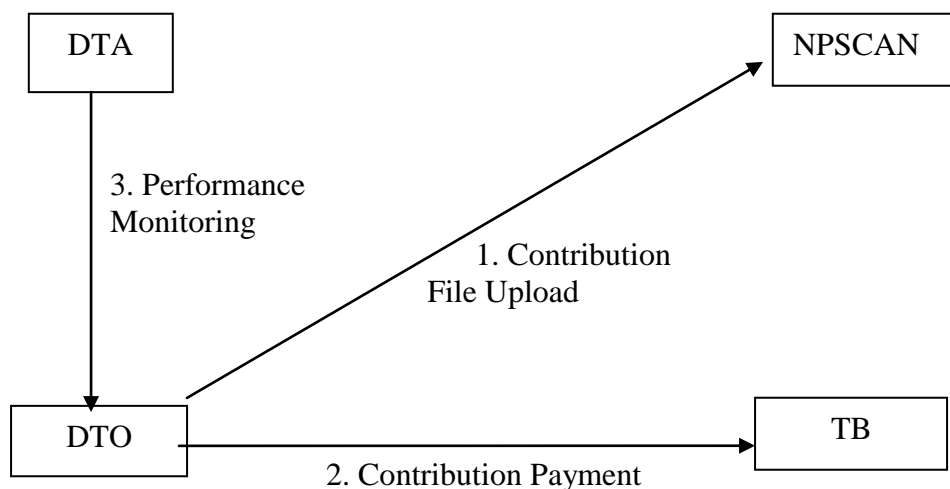 DTA
NPSCAN
3. Performance
Monitoring
1. Contribution
File Upload
DTO
TB
2. Contribution Payment